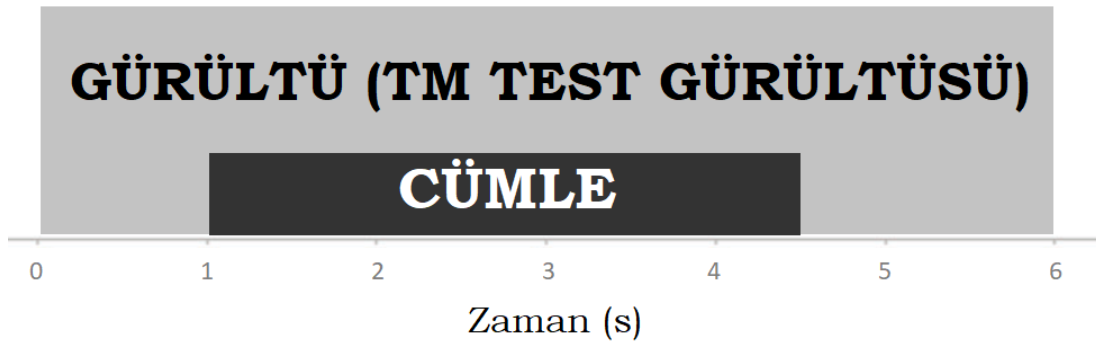 GÜRÜLTÜ (TM TEST GÜRÜLTÜSÜ)
CÜMLE
0 1 2 3 4 5 6
Zaman (s)